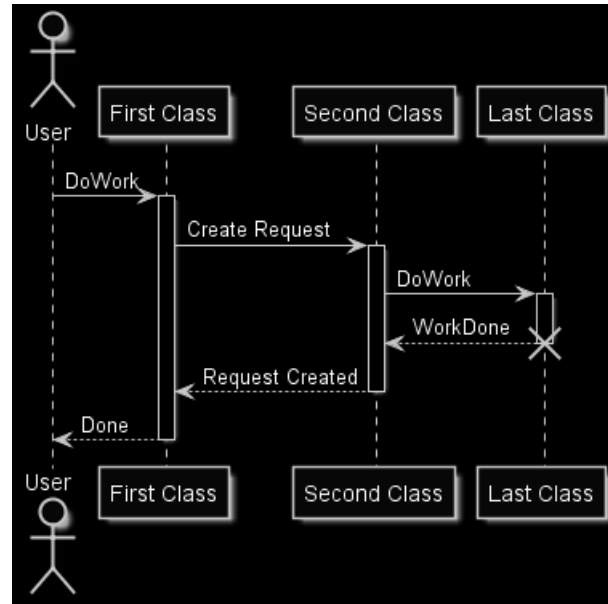 User
First Class
Second Class
Last Class
DoWork
Create Request
DoWork
WorkDone
Request Created
Done
User
First Class
Second Class
Last Class